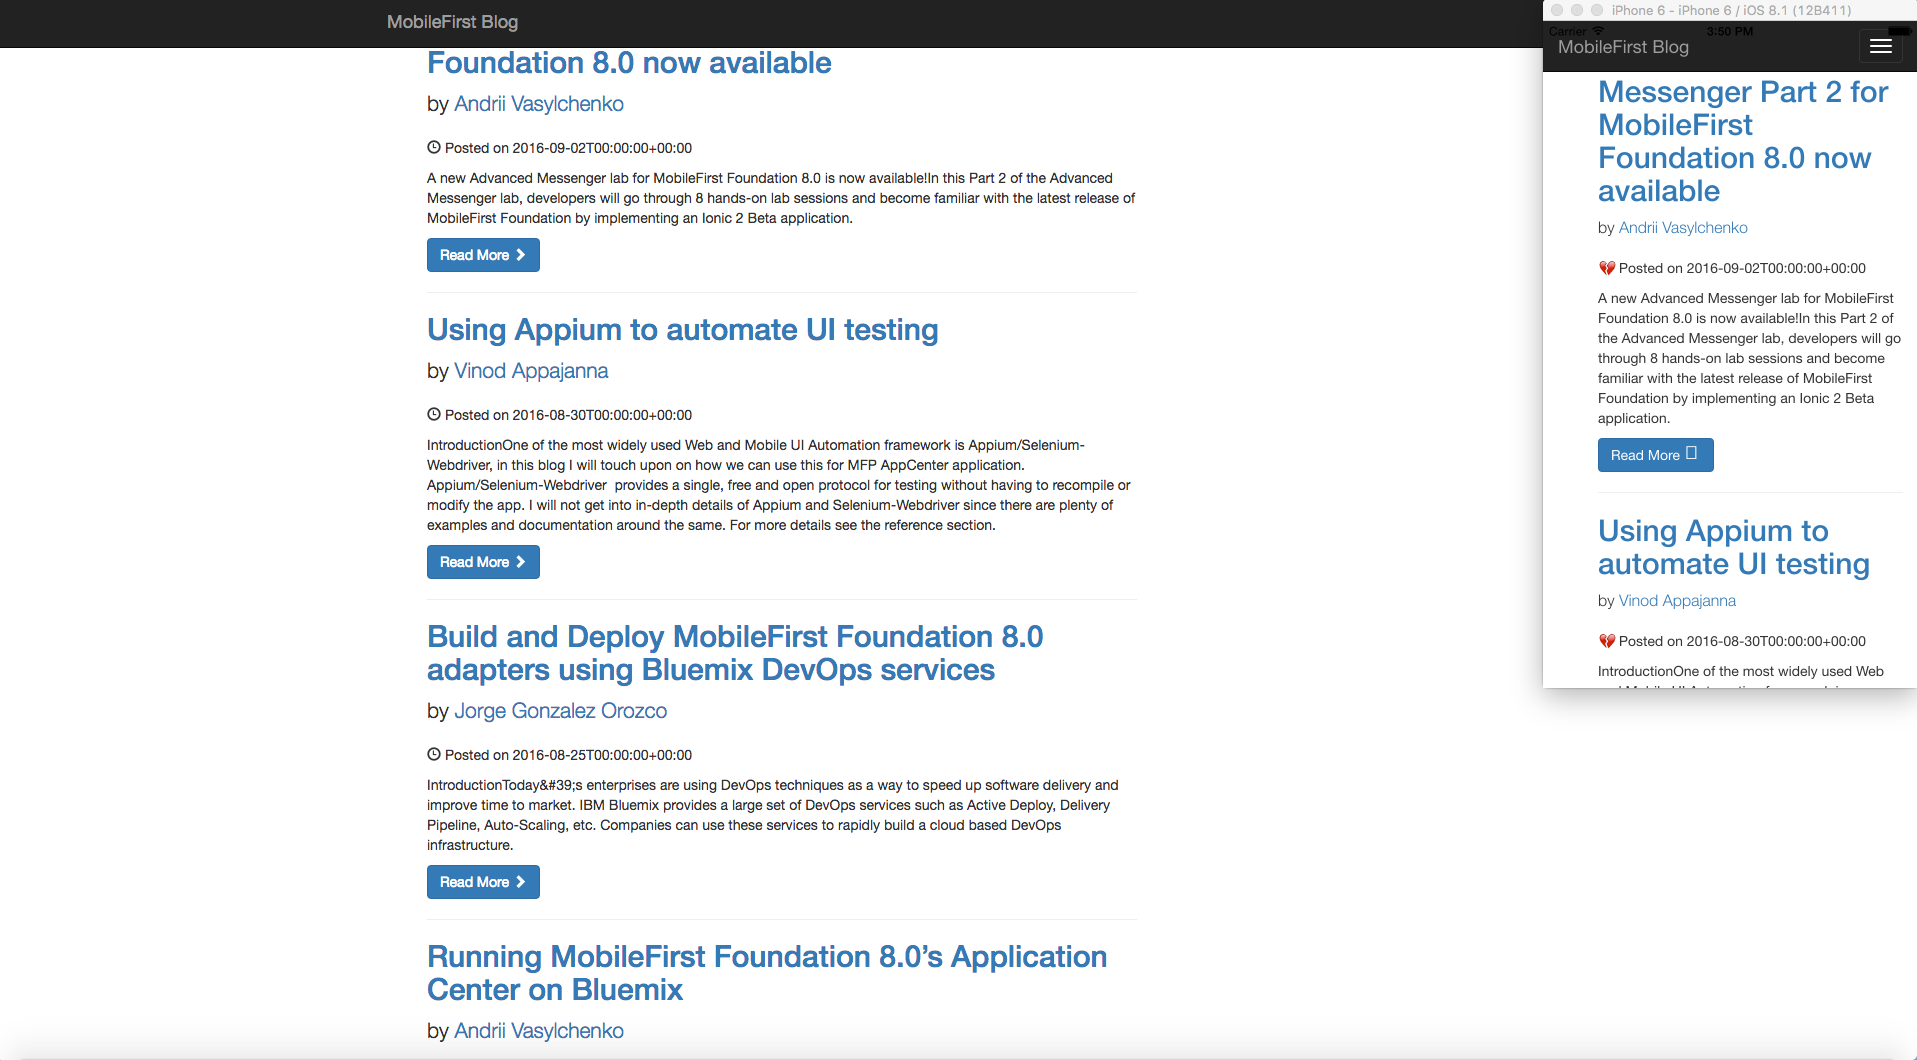 MobileFirst Blog
Foundation 8.0 now available
by Andrii Vasylchenko
Posted on 2016-09-02T00:00:00+00:00
A new Advanced Messenger lab for MobileFirst Foundation 8.0 is now available!In this Part 2 of the Advanced
Messenger lab, developers will go through 8 hands-on lab sessions and become familiar with the latest release of
MobileFirst Foundation by implementing an Ionic 2 Beta application.
Read More
Using Appium to automate UI testing
by Vinod Appajanna
Posted on 2016-08-30T00:00:00+00:00
IntroductionOne of the most widely used Web and Mobile UI Automation framework is Appium/Selenium-
Webdriver, in this blog I will touch upon on how we can use this for MFP AppCenter application.
Appium/Selenium-Webdriver  provides a single, free and open protocol for testing without having to recompile or
modify the app. I will not get into in-depth details of Appium and Selenium-Webdriver since there are plenty of
examples and documentation around the same. For more details see the reference section.
Read More
Build and Deploy MobileFirst Foundation 8.0
adapters using Bluemix DevOps services
by Jorge Gonzalez Orozco
Posted on 2016-08-25T00:00:00+00:00
IntroductionToday&#39;s enterprises are using DevOps techniques as a way to speed up software delivery and
improve time to market. IBM Bluemix provides a large set of DevOps services such as Active Deploy, Delivery
Pipeline, Auto-Scaling, etc. Companies can use these services to rapidly build a cloud based DevOps
infrastructure.
Read More
Running MobileFirst Foundation 8.0’s Application
Center on Bluemix
by Andrii Vasylchenko
iPhone 6 - iPhone 6 / iOS 8.1 (12B411)
Carrier 3:50 PM
MobileFirst Blog
Messenger Part 2 for
MobileFirst
Foundation 8.0 now
available
by Andrii Vasylchenko
💔 Posted on 2016-09-02T00:00:00+00:00
A new Advanced Messenger lab for MobileFirst
Foundation 8.0 is now available!In this Part 2 of
the Advanced Messenger lab, developers will go
through 8 hands-on lab sessions and become
familiar with the latest release of MobileFirst
Foundation by implementing an Ionic 2 Beta
application.
Read More
Using Appium to
automate UI testing
by Vinod Appajanna
💔 Posted on 2016-08-30T00:00:00+00:00
IntroductionOne of the most widely used Web